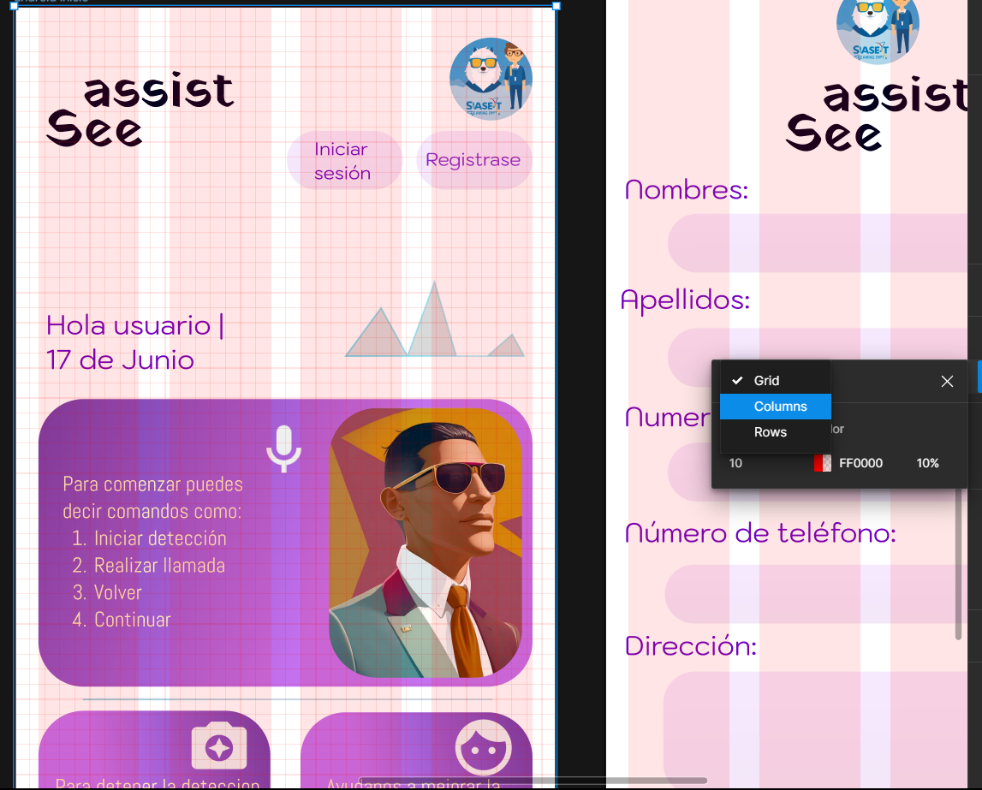 assist
See
SIASEIT
Iniciar
sesión
Registrase
Hola usuario |
17 de Junio
Para comenzar puedes
decir comandos como:
1. Iniciar detección
2. Realizar llamada
3. Volver
4. Continuar
Para detener la deteccion
Ayudanos a mejorar la
assist
See
Nombres:
Apellidos:
Numer
Número de teléfono:
Dirección:
Grid
Columns
Rows
lor
10
FF0000
10%